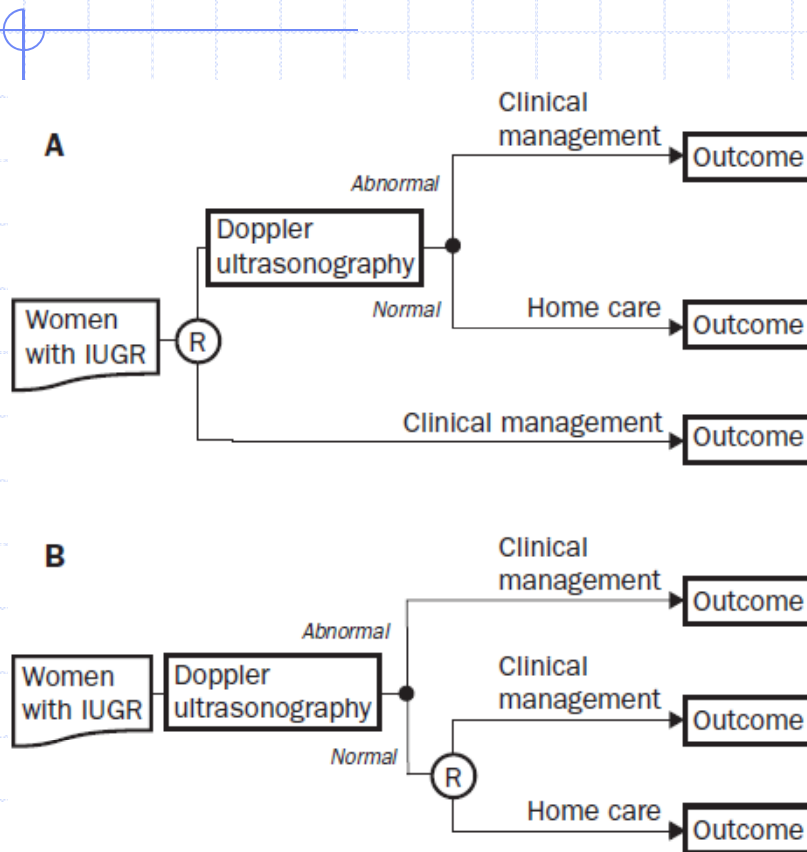 A
Clinical
management
Outcome
Abnormal
Doppler
ultrasonography
Normal
Home care
Outcome
Women
with IUGR
R
Clinical management
Outcome
B
Clinical
management
Outcome
Abnormal
Women
with IUGR
Doppler
ultrasonography
Clinical
management
Outcome
Normal
R
Home care
Outcome